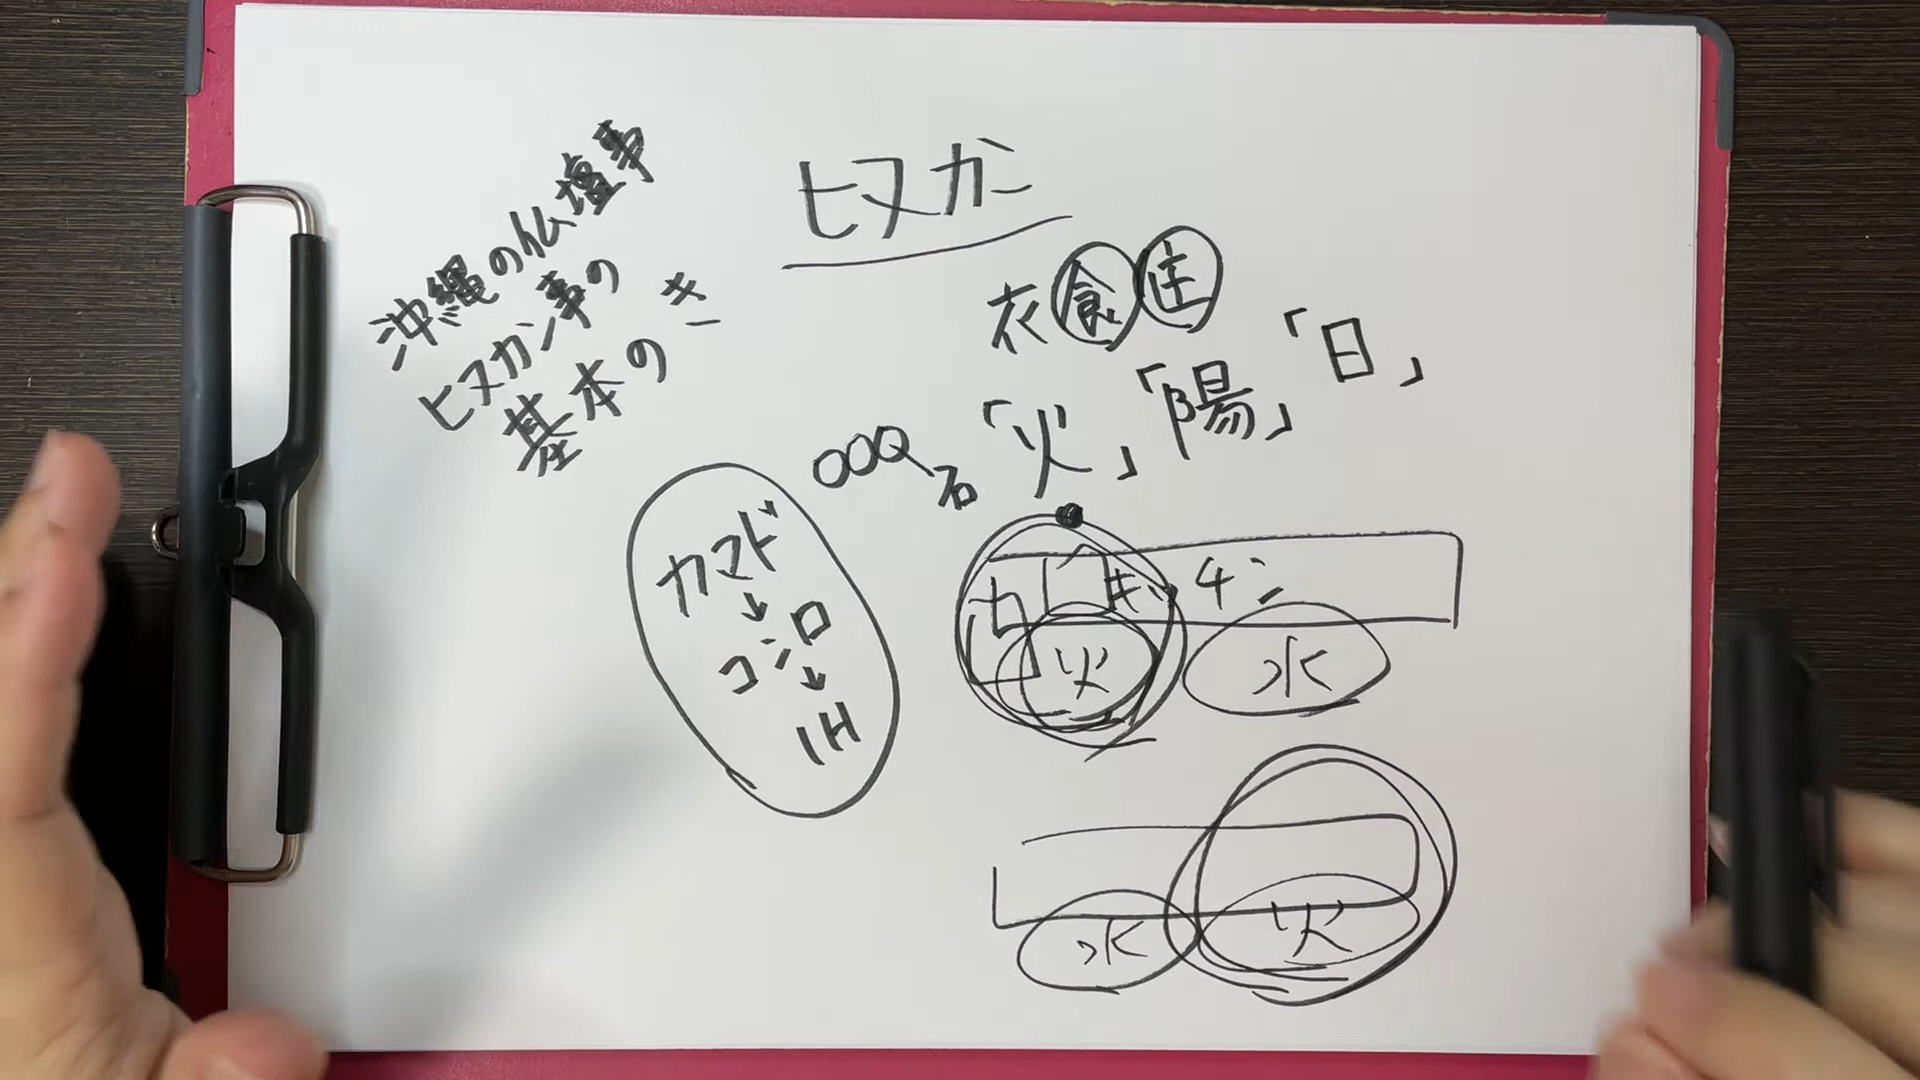 沖縄の仏壇事
ヒヌカン事の
基本のき
ヒヌカン
衣食住
「火」「陽」「日」
石
カマド
↓
コンロ
↓
IH
キッチン
火
水
水
火